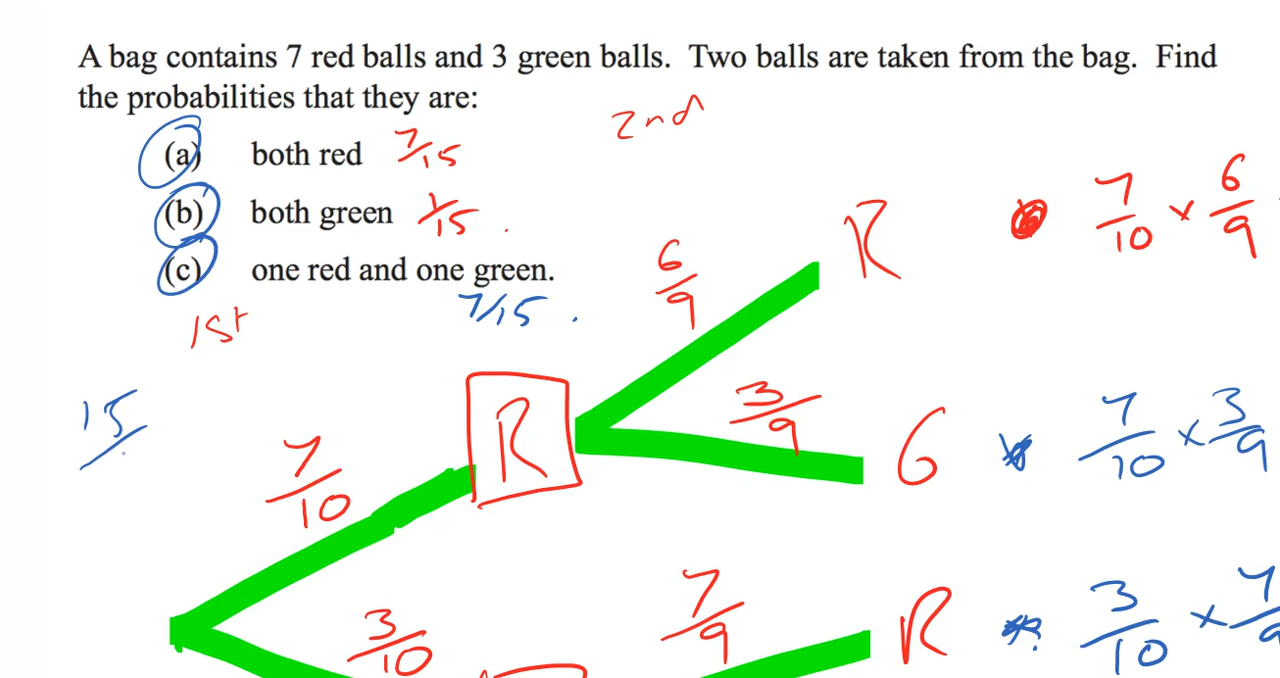 A bag contains 7 red balls and 3 green balls. Two balls are taken from the bag. Find
the probabilities that they are:
2nd
(a) both red 7/15
(b) both green 1/15 .
(c) one red and one green.
7/15 .
1st
6/9 R 7/10 × 6/9
15/
R
3/9 G 7/10 × 3/9
7/10
7/9 R 3/10 × 7/9
3/10